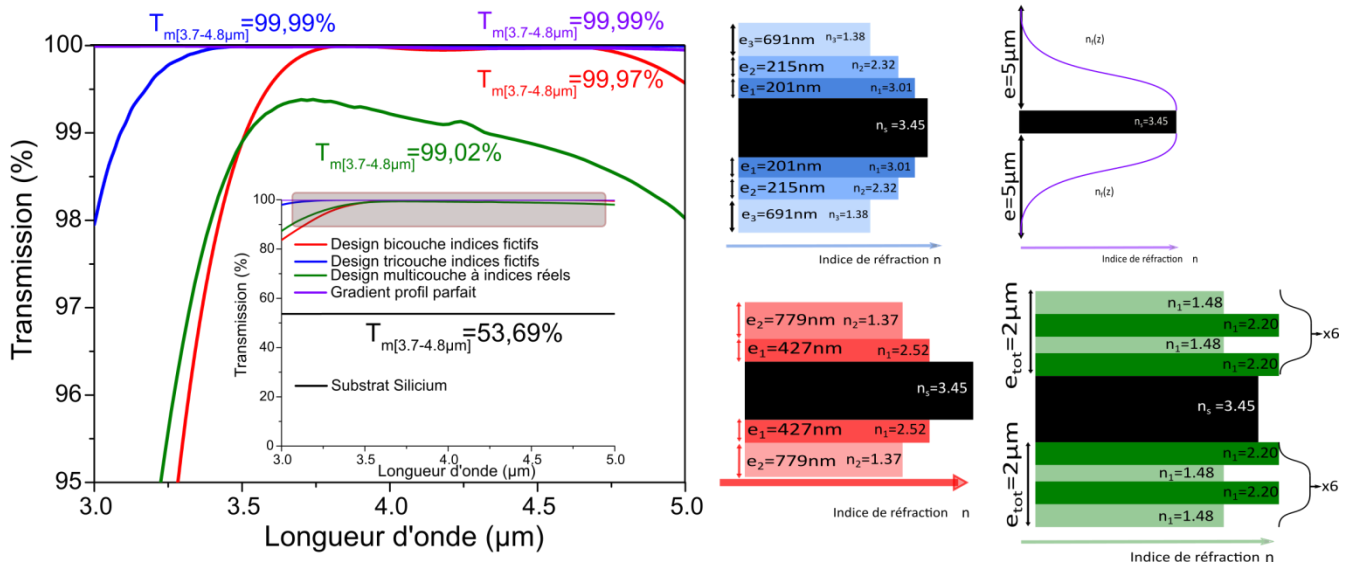 T m[3.7-4.8µm]=99,99%
T m[3.7-4.8µm]=99,99%
T m[3.7-4.8µm]=99,97%
T m[3.7-4.8µm]=99,02%
100
99
98
97
96
95
Transmission (%)
3.0
3.5
4.0
4.5
5.0
Longueur d'onde (µm)
100
90
80
70
60
50
40
30
20
10
0
Transmission (%)
Design bicouche indices fictifs
Design tricouche indices fictifs
Design multicouche à indices réels
Gradient profil parfait
T m[3.7-4.8µm]=53,69%
Substrat Silicium
3.0
3.5
4.0
4.5
5.0
Longueur d'onde (µm)
e3=691nm n3=1.38
e2=215nm n2=2.32
e1=201nm n1=3.01
ns=3.45
e1=201nm n1=3.01
e2=215nm n2=2.32
e3=691nm n3=1.38
Indice de réfraction n
e=5µm
nf(z)
ns=3.45
e=5µm
nf(z)
Indice de réfraction n
e2=779nm n2=1.37
e1=427nm n1=2.52
ns=3.45
e1=427nm n1=2.52
e2=779nm n2=1.37
Indice de réfraction n
etot=2µm
n1=1.48
n1=2.20
n1=1.48
n1=2.20
x6
ns=3.45
etot=2µm
n1=2.20
n1=1.48
n1=2.20
n1=1.48
x6
Indice de réfraction n